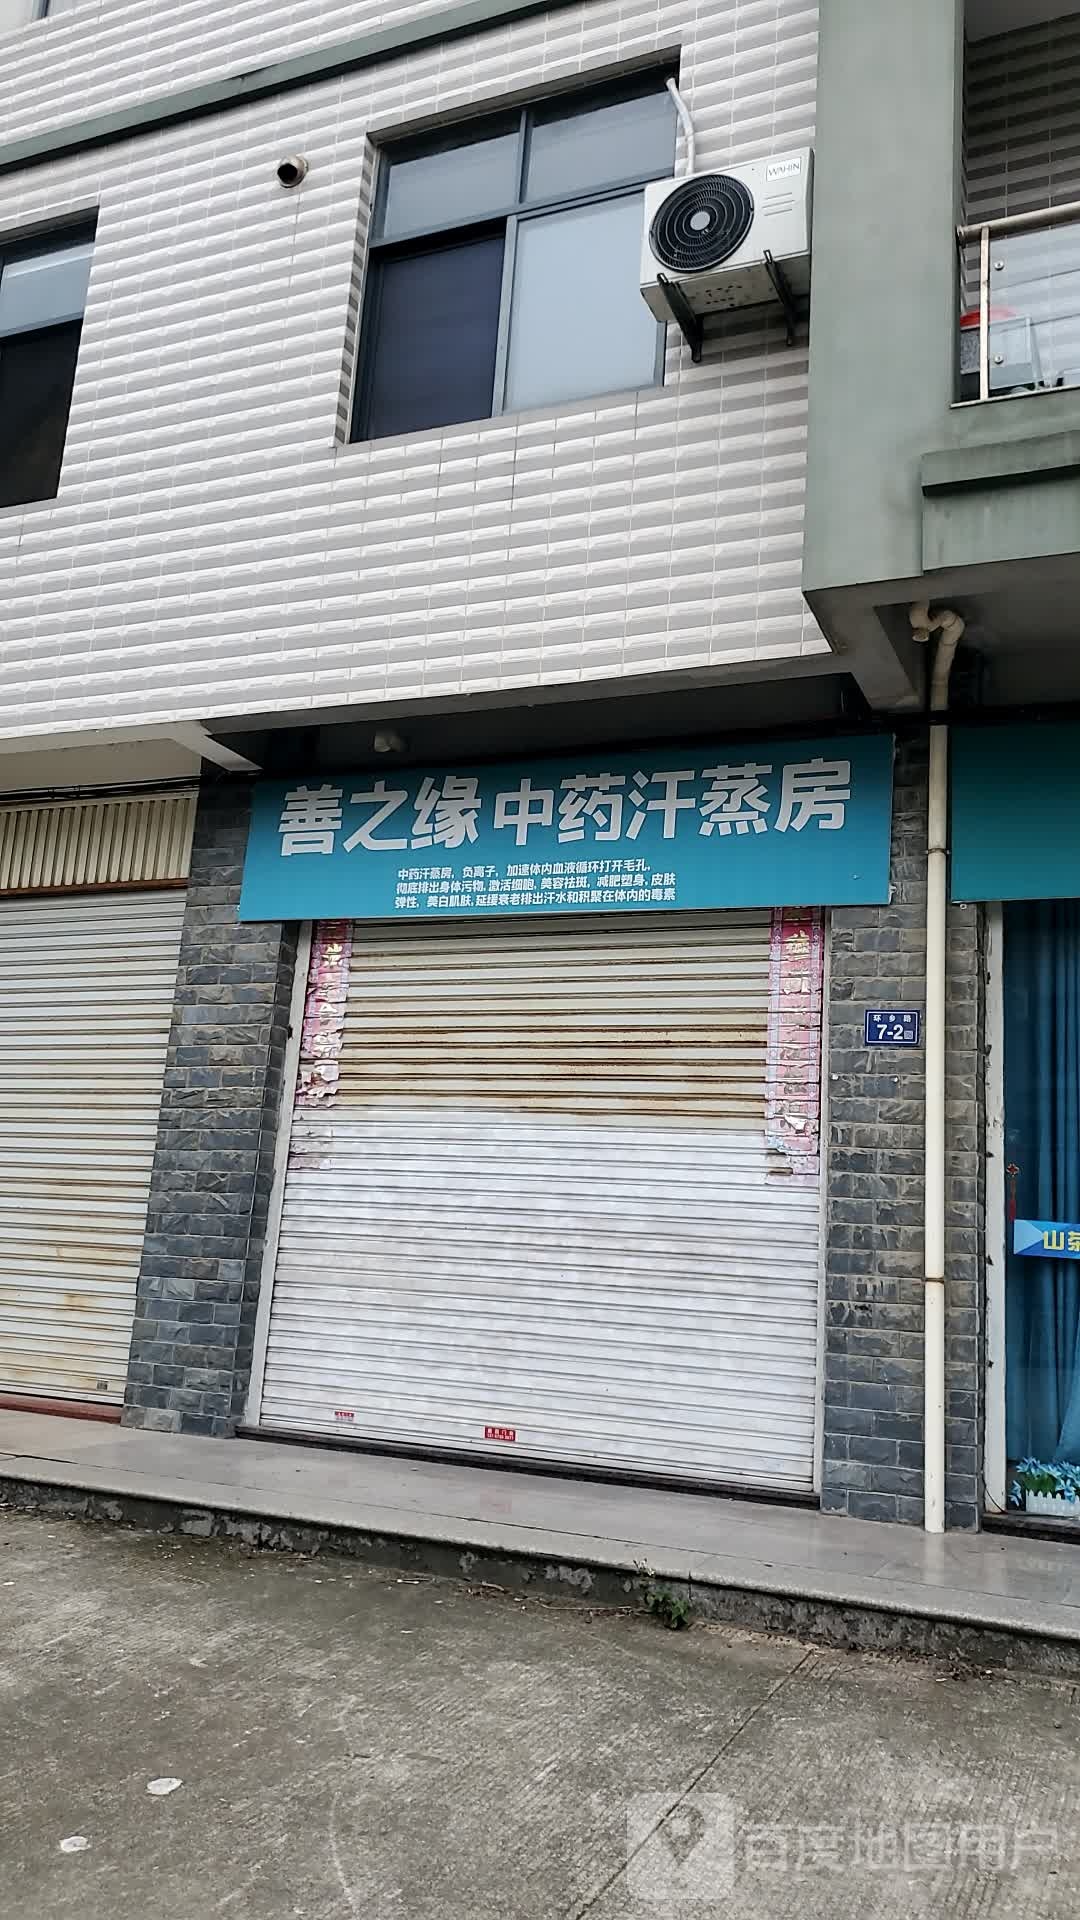 WAHIN
善之缘 中药汗蒸房
中药汗蒸房, 负离子, 加速体内血液循环打开毛孔,
彻底排出身体污物, 激活细胞, 美容祛斑, 减肥塑身, 皮肤
弹性, 美白肌肤, 延缓衰老排出汗水和积聚在体内的毒素
环乡路
7-2
山茶
百度地图用户